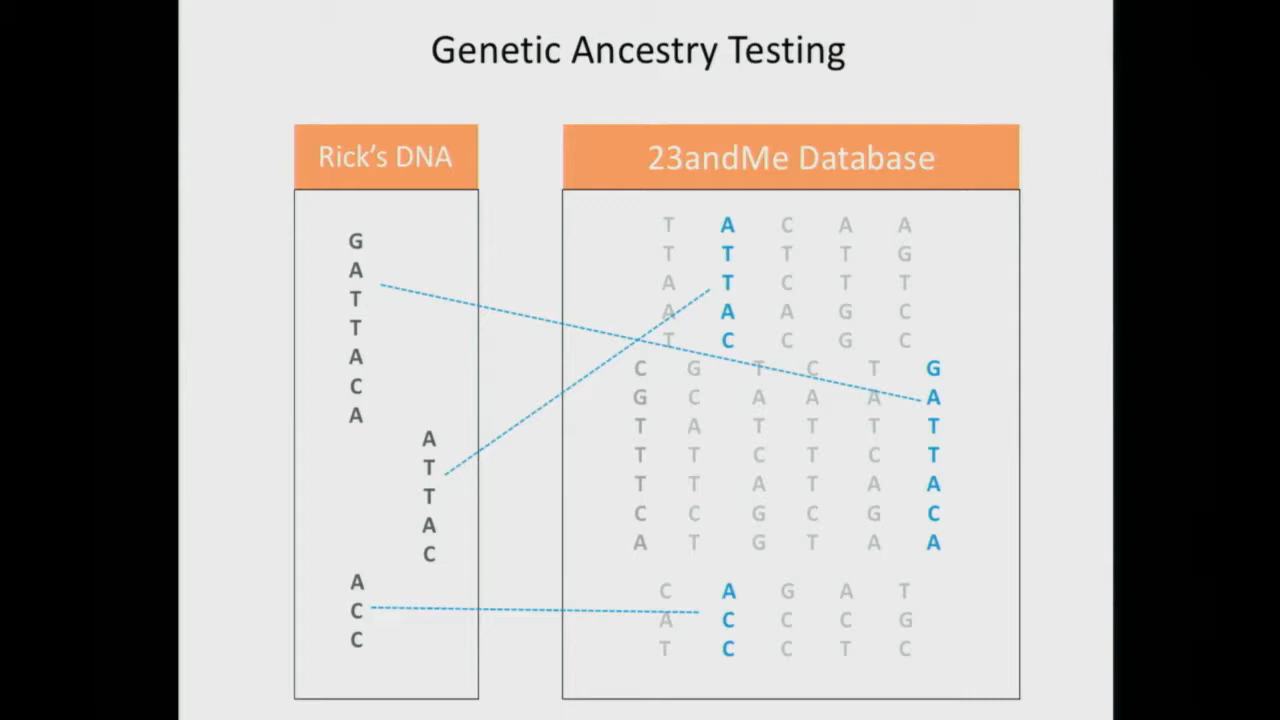 Genetic Ancestry Testing
Rick's DNA
23andMe Database
G
A
T
T
A
C
A
A
T
T
A
C
A
C
C
T A C A A
T T T T G
A T C T T
A A A G C
T C C G C
C G T C T G
G C A A A A
T A T T T T
T T C T C T
T T A T A A
C C G C G C
A T G T A A
C A G A T
A C C C G
T C C T C